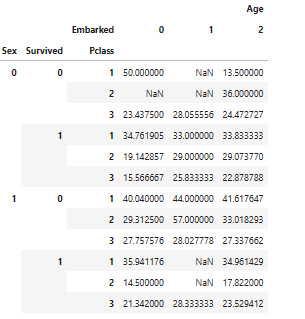 Age
Embarked 0 1 2
Sex Survived Pclass
0 0 1 50.000000 NaN 13.500000
2 NaN NaN 36.000000
3 23.437500 28.055556 24.472727
1 1 34.761905 33.000000 33.833333
2 19.142857 29.000000 29.073770
3 15.566667 25.833333 22.878788
1 0 1 40.040000 44.000000 41.617647
2 29.312500 57.000000 33.018293
3 27.757576 28.027778 27.337662
1 1 35.941176 NaN 34.961429
2 14.500000 NaN 17.822000
3 21.342000 28.333333 23.529412